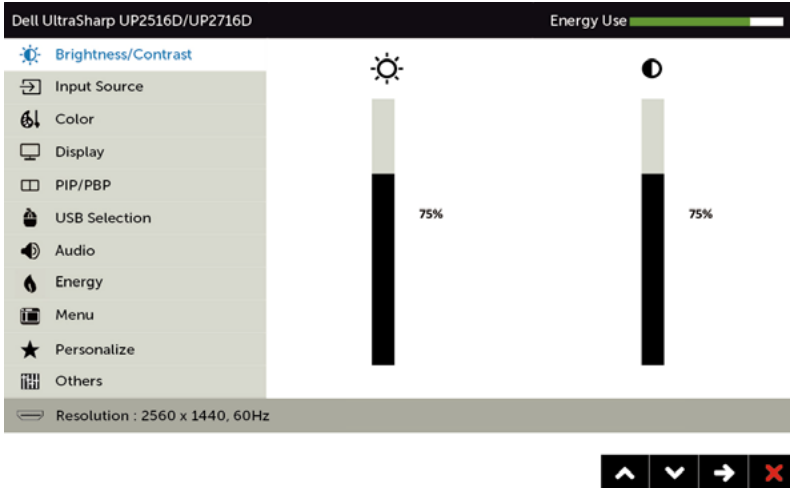 Dell UltraSharp UP2516D/UP2716D Energy Use
Brightness/Contrast
Input Source
Color
Display
PIP/PBP
USB Selection
75% 75%
Audio
Energy
Menu
Personalize
Others
Resolution : 2560 x 1440, 60Hz